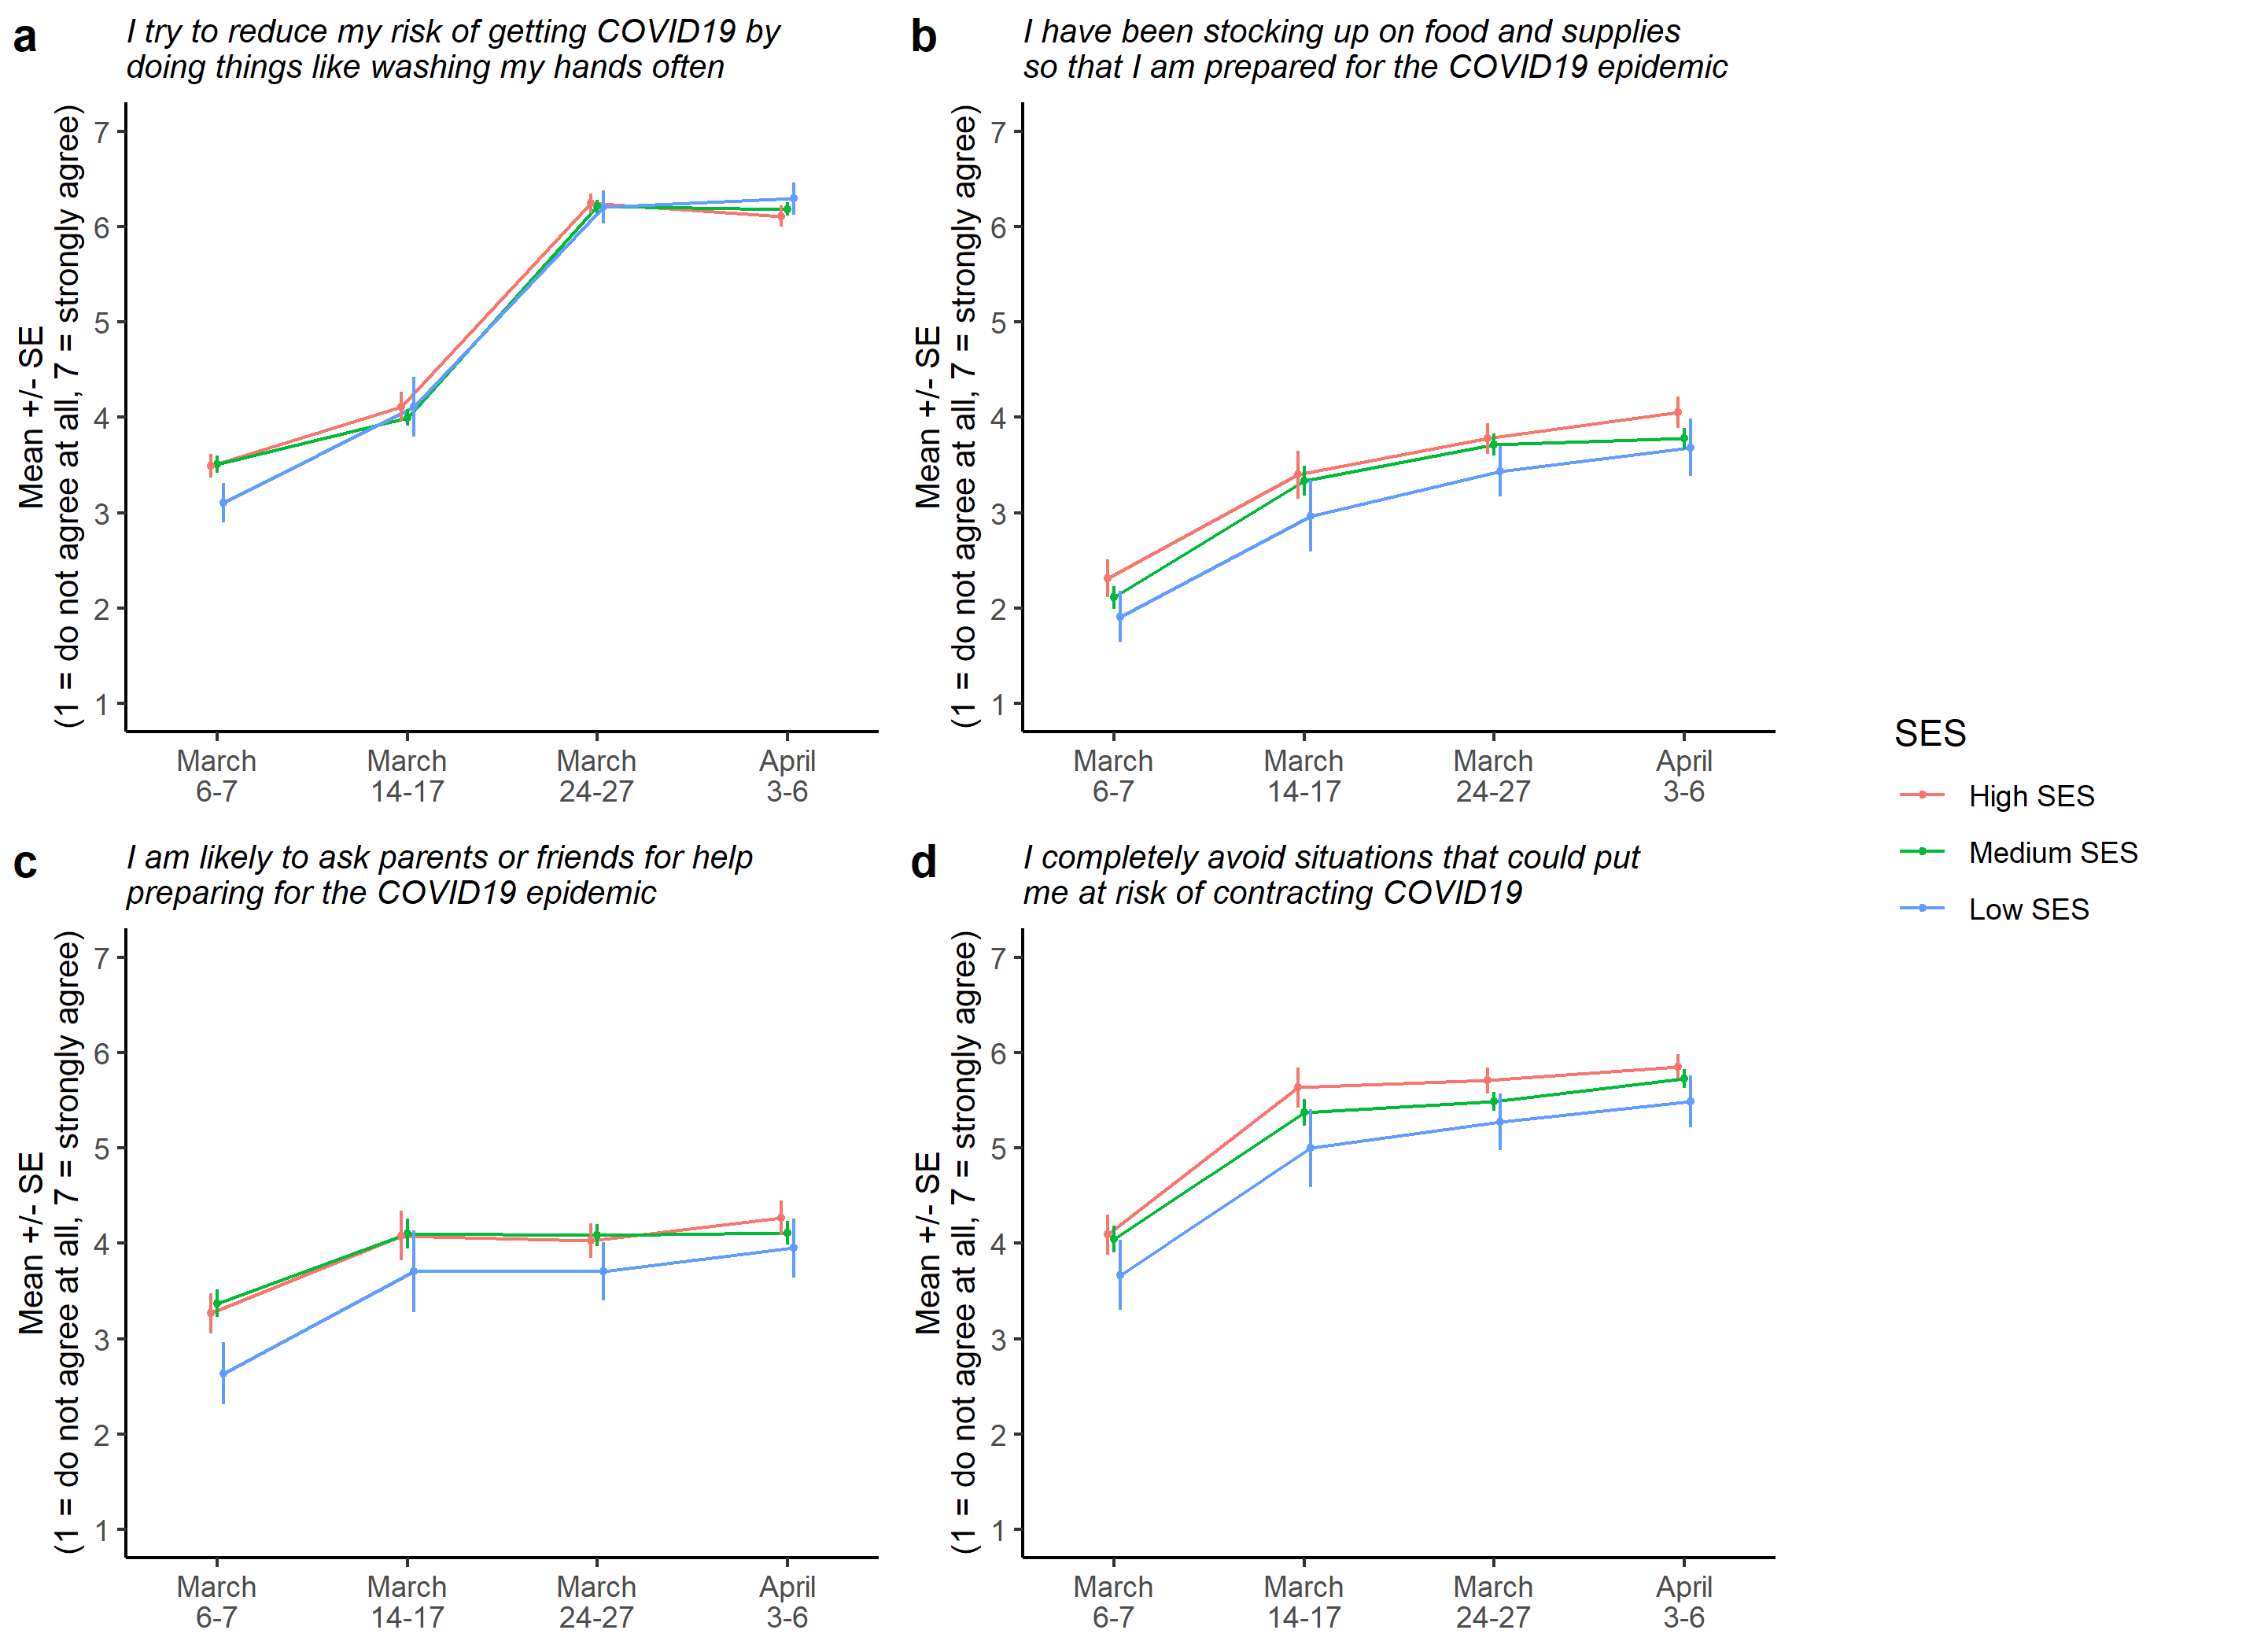 a
I try to reduce my risk of getting COVID19 by
doing things like washing my hands often
Mean +/- SE
(1 = do not agree at all, 7 = strongly agree)
7
6
5
4
3
2
1
March
6-7
March
14-17
March
24-27
April
3-6
b
I have been stocking up on food and supplies
so that I am prepared for the COVID19 epidemic
Mean +/- SE
(1 = do not agree at all, 7 = strongly agree)
7
6
5
4
3
2
1
March
6-7
March
14-17
March
24-27
April
3-6
SES
High SES
Medium SES
Low SES
c
I am likely to ask parents or friends for help
preparing for the COVID19 epidemic
Mean +/- SE
(1 = do not agree at all, 7 = strongly agree)
7
6
5
4
3
2
1
March
6-7
March
14-17
March
24-27
April
3-6
d
I completely avoid situations that could put
me at risk of contracting COVID19
Mean +/- SE
(1 = do not agree at all, 7 = strongly agree)
7
6
5
4
3
2
1
March
6-7
March
14-17
March
24-27
April
3-6